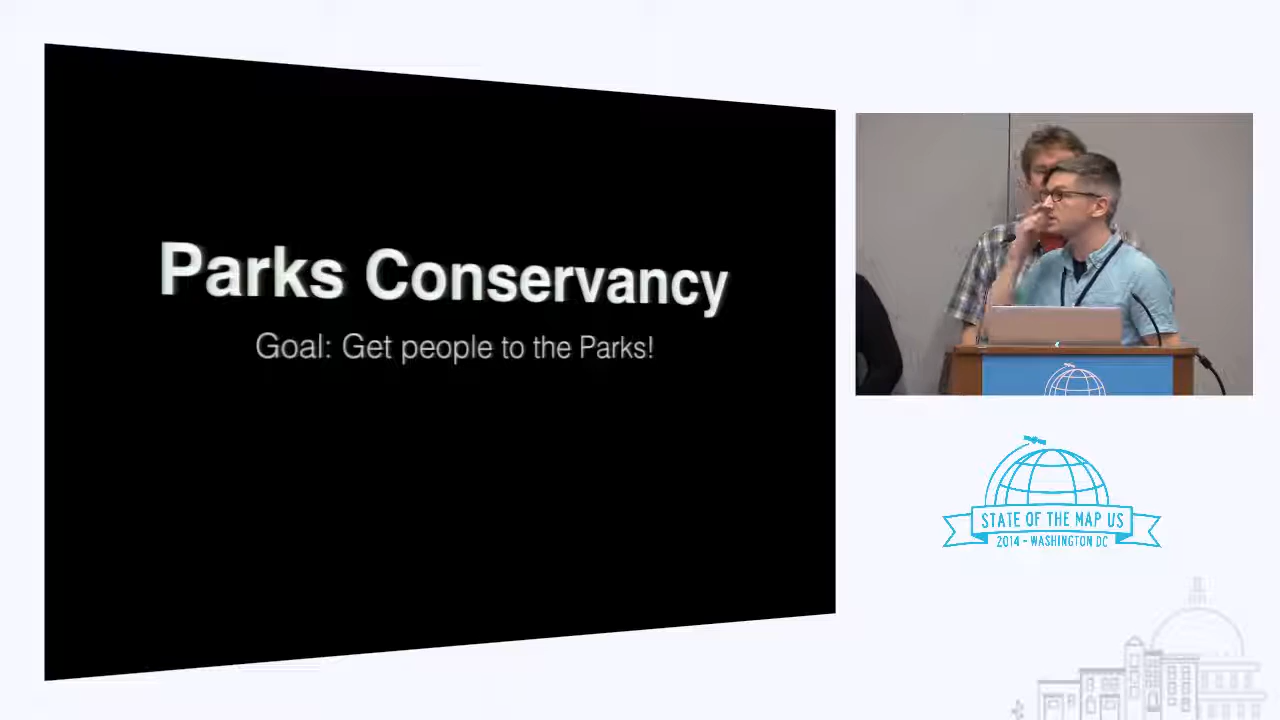 Parks Conservancy
Goal: Get people to the Parks!
STATE OF THE MAP US
2014 - WASHINGTON DC